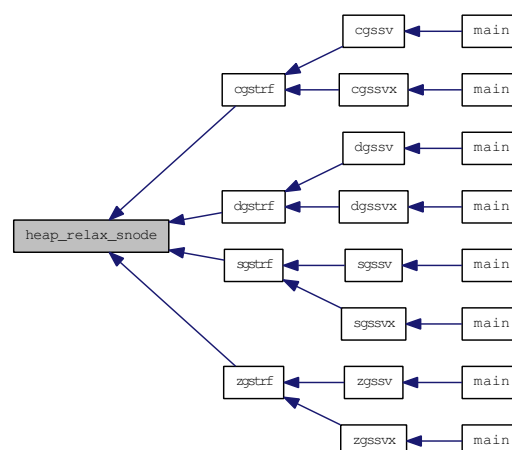 cgssv
main
cgstrf
cgssvx
main
dgssv
main
dgstrf
dgssvx
main
heap_relax_snode
sgstrf
sgssv
main
sgssvx
main
zgstrf
zgssv
main
zgssvx
main